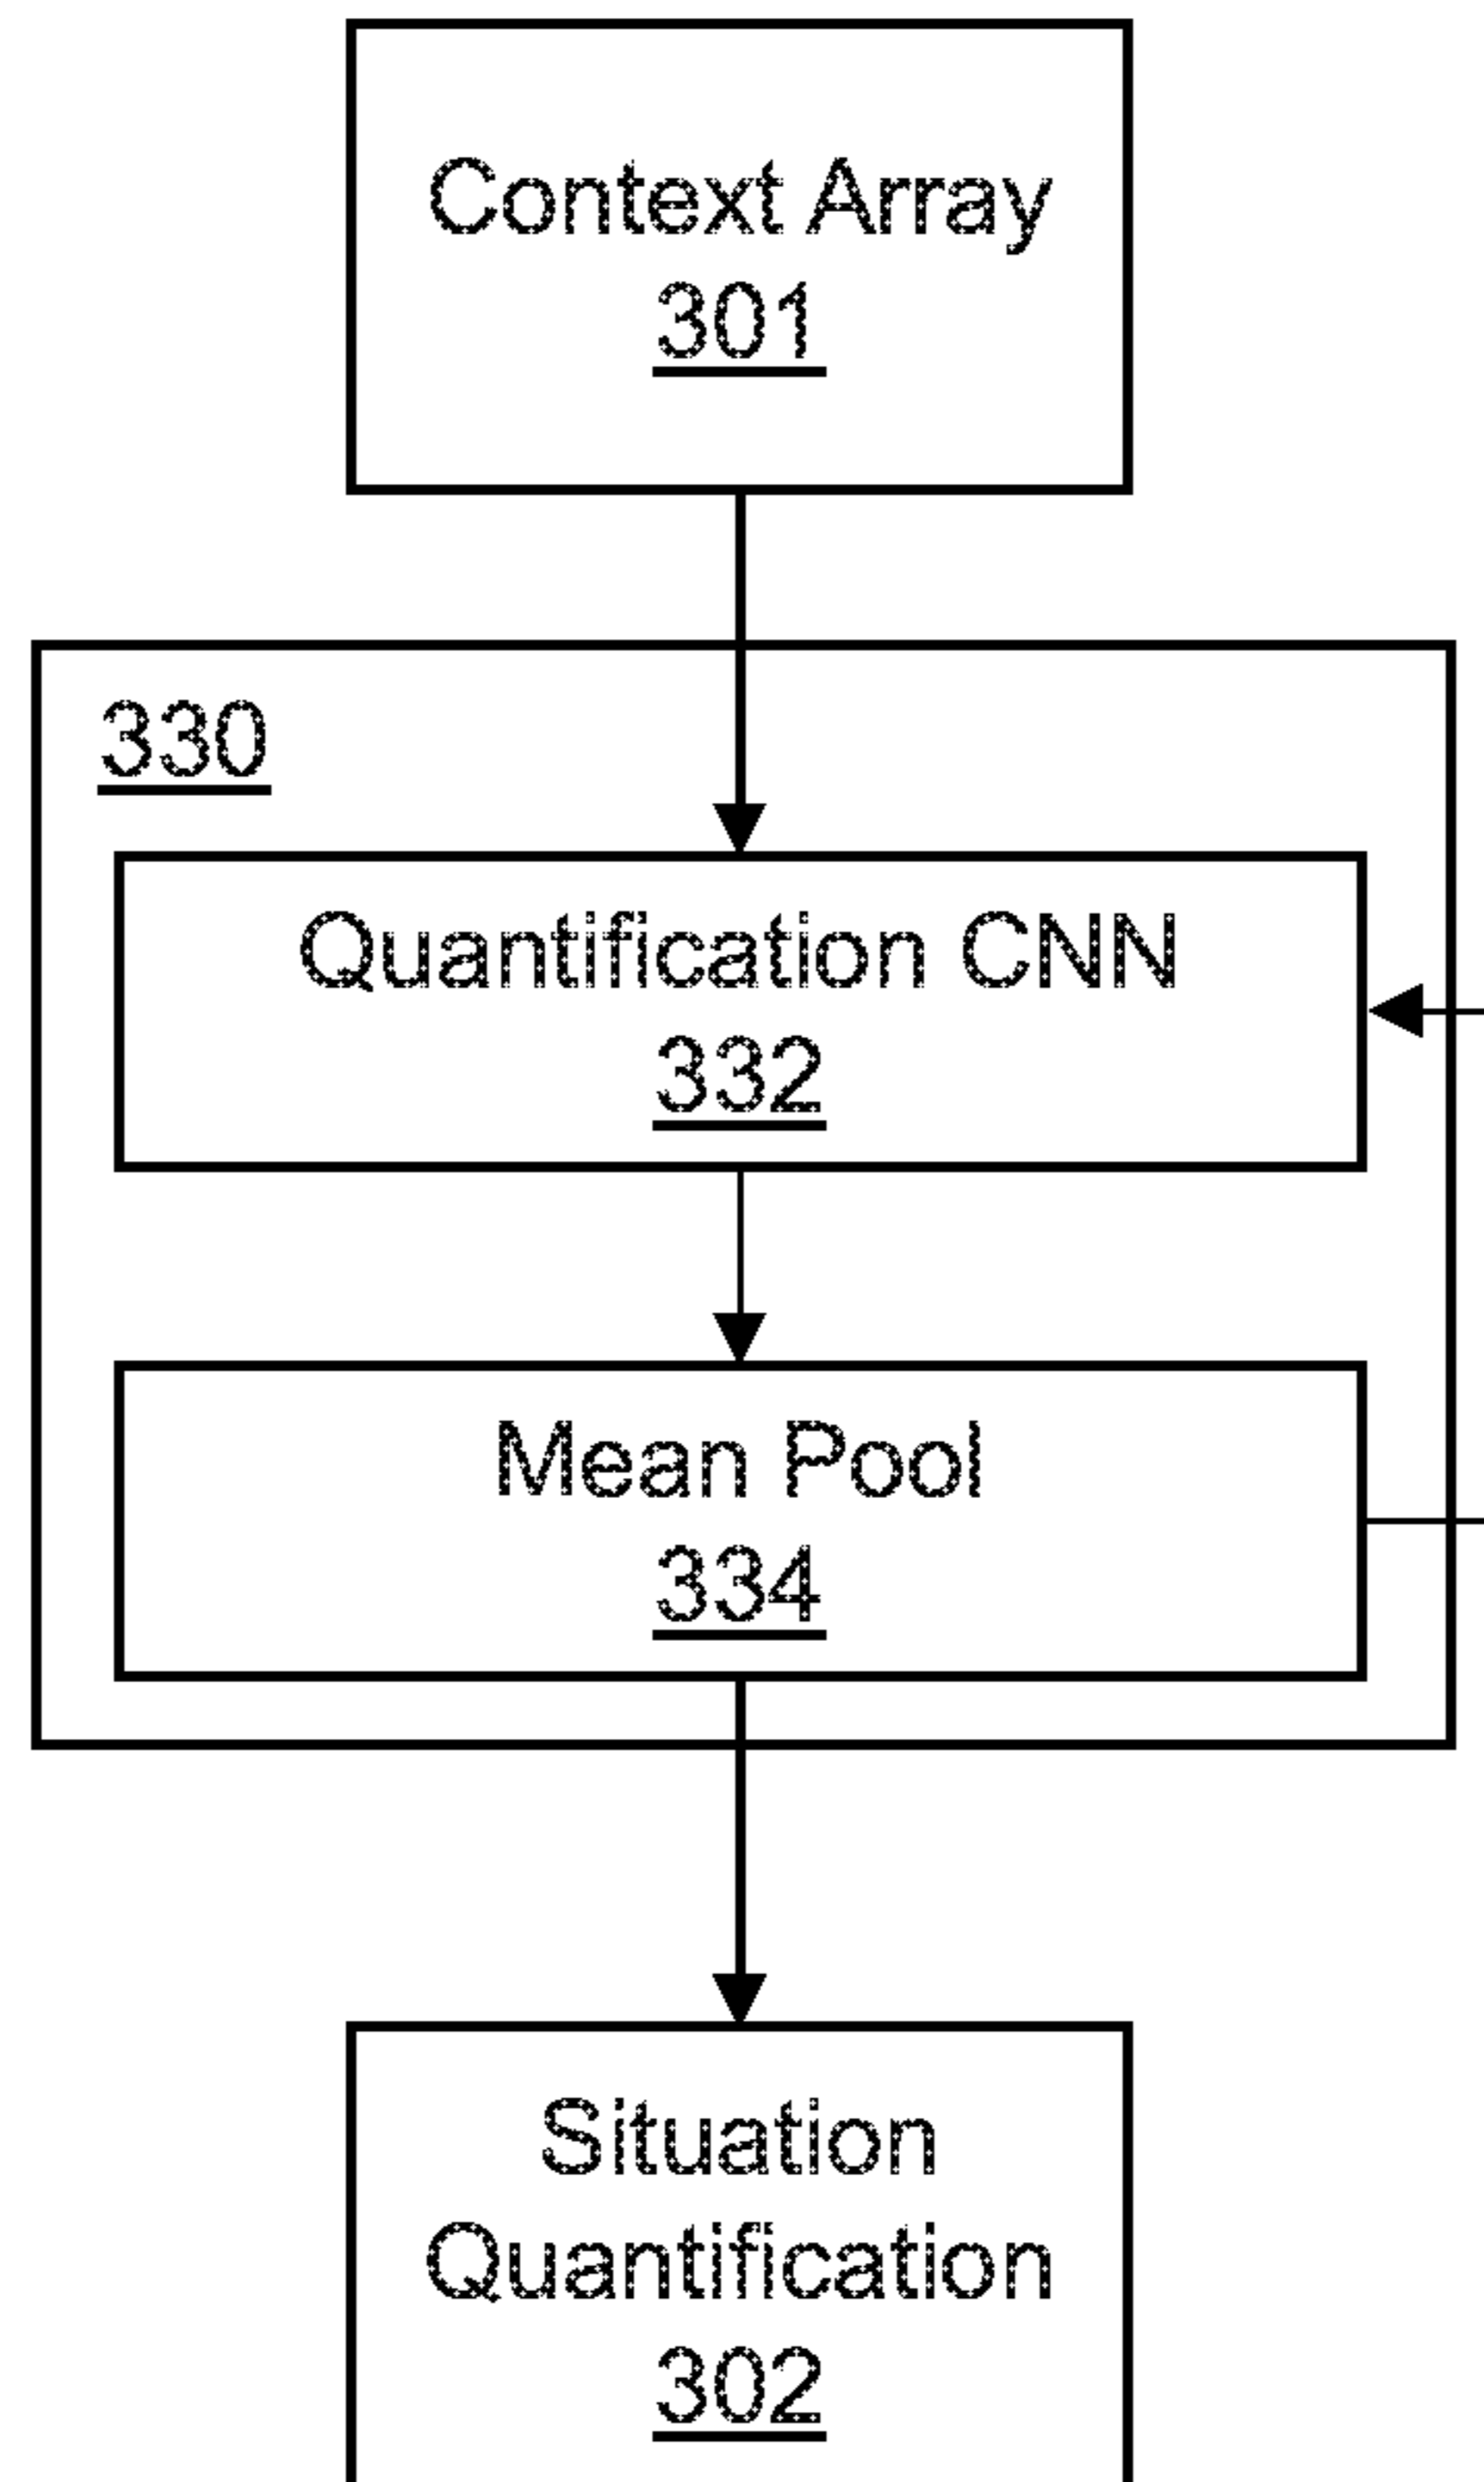 Context Array
301
330
Quantification CNN
332
Mean Pool
334
Situation
Quantification
302